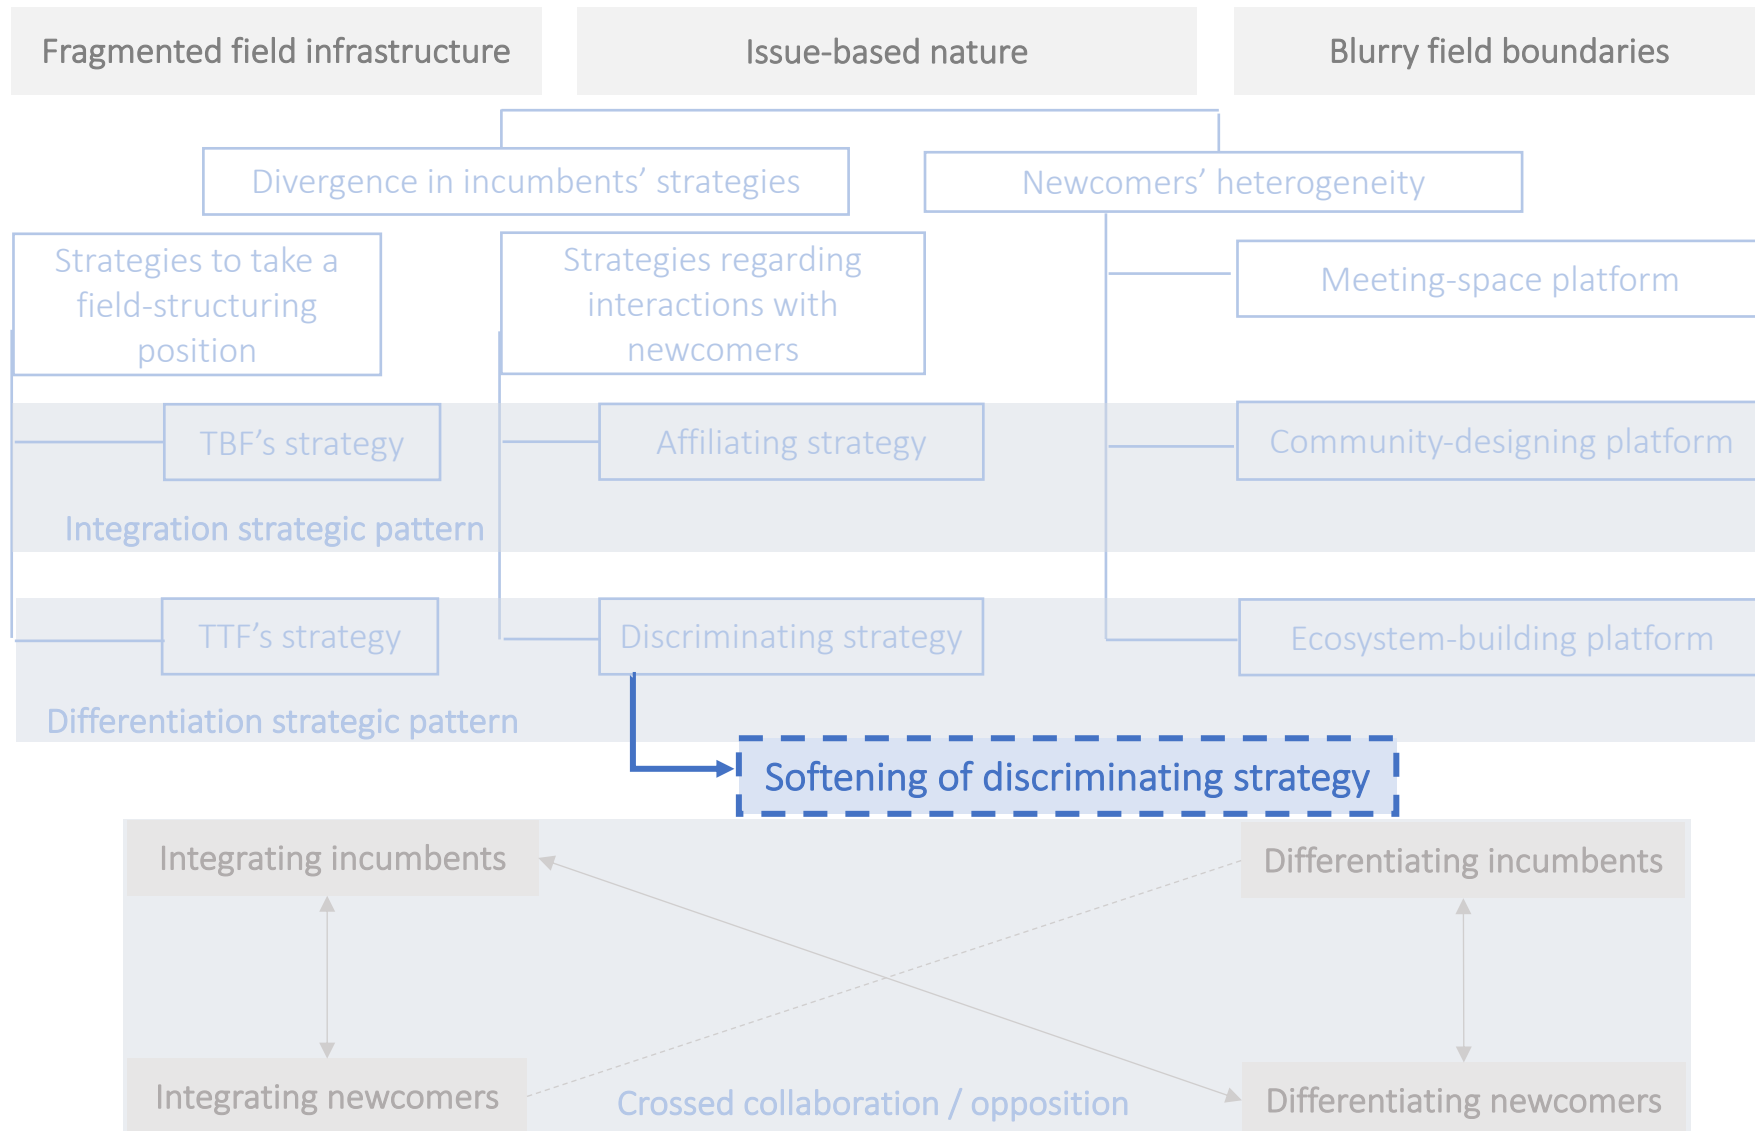 Fragmented field infrastructure
Issue-based nature
Blurry field boundaries
Divergence in incumbents’ strategies
Newcomers’ heterogeneity
Strategies to take a
field-structuring
position
Strategies regarding
interactions with
newcomers
Meeting-space platform
TBF’s strategy
Affiliating strategy
Community-designing platform
Integration strategic pattern
TTF’s strategy
Discriminating strategy
Ecosystem-building platform
Differentiation strategic pattern
Softening of discriminating strategy
Integrating incumbents
Differentiating incumbents
Integrating newcomers
Crossed collaboration / opposition
Differentiating newcomers